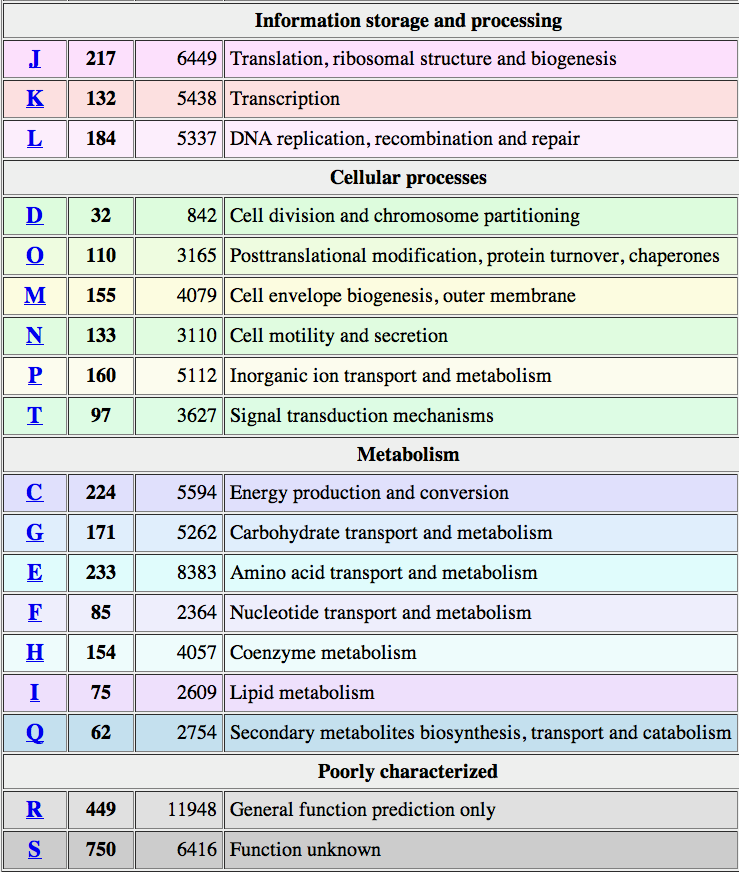 Information storage and processing
J 217 6449 Translation, ribosomal structure and biogenesis
K 132 5438 Transcription
L 184 5337 DNA replication, recombination and repair
Cellular processes
D 32 842 Cell division and chromosome partitioning
O 110 3165 Posttranslational modification, protein turnover, chaperones
M 155 4079 Cell envelope biogenesis, outer membrane
N 133 3110 Cell motility and secretion
P 160 5112 Inorganic ion transport and metabolism
T 97 3627 Signal transduction mechanisms
Metabolism
C 224 5594 Energy production and conversion
G 171 5262 Carbohydrate transport and metabolism
E 233 8383 Amino acid transport and metabolism
F 85 2364 Nucleotide transport and metabolism
H 154 4057 Coenzyme metabolism
I 75 2609 Lipid metabolism
Q 62 2754 Secondary metabolites biosynthesis, transport and catabolism
Poorly characterized
R 449 11948 General function prediction only
S 750 6416 Function unknown